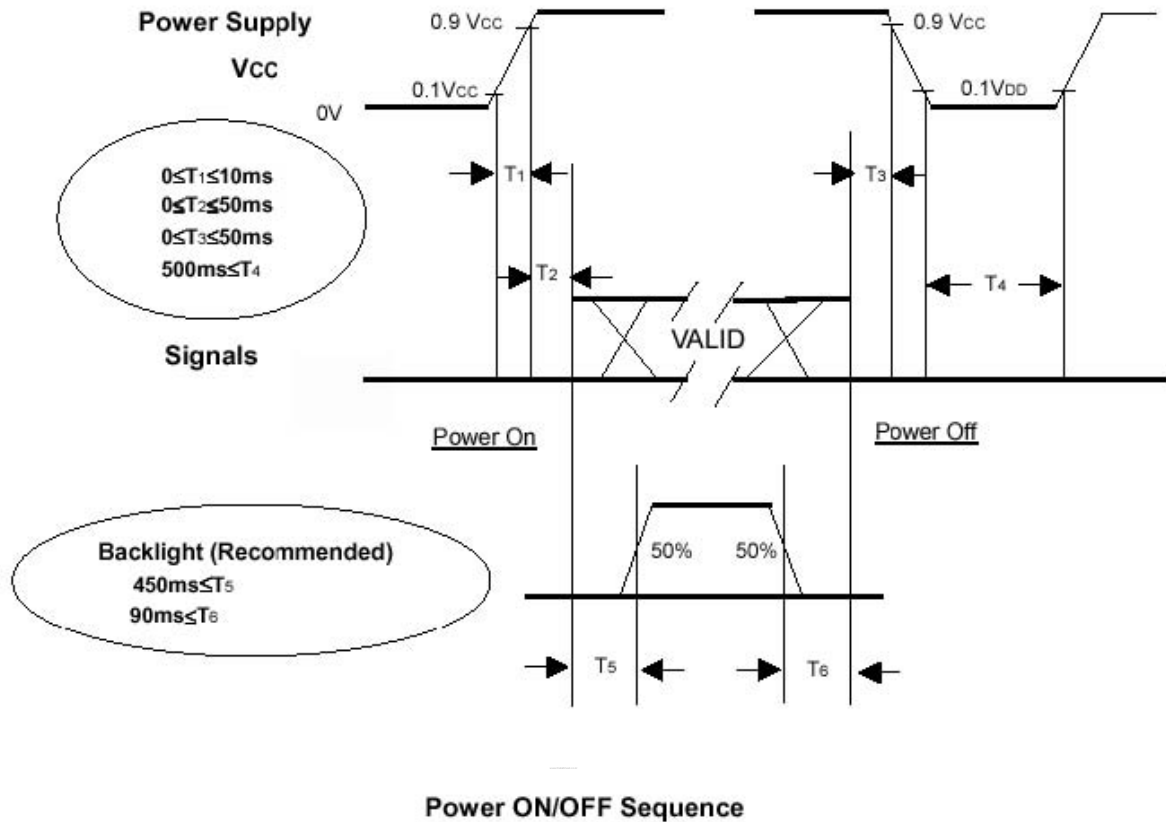 Power Supply
VCC
0.9 VCC
0.9 VCC
0.1VCC
0.1VDD
0V
0≤T1≤10ms
0≤T2≤50ms
0≤T3≤50ms
500ms≤T4
T1
T3
T2
T4
VALID
Signals
Power On
Power Off
Backlight (Recommended)
450ms≤T5
90ms≤T6
50%
50%
T5
T6
Power ON/OFF Sequence